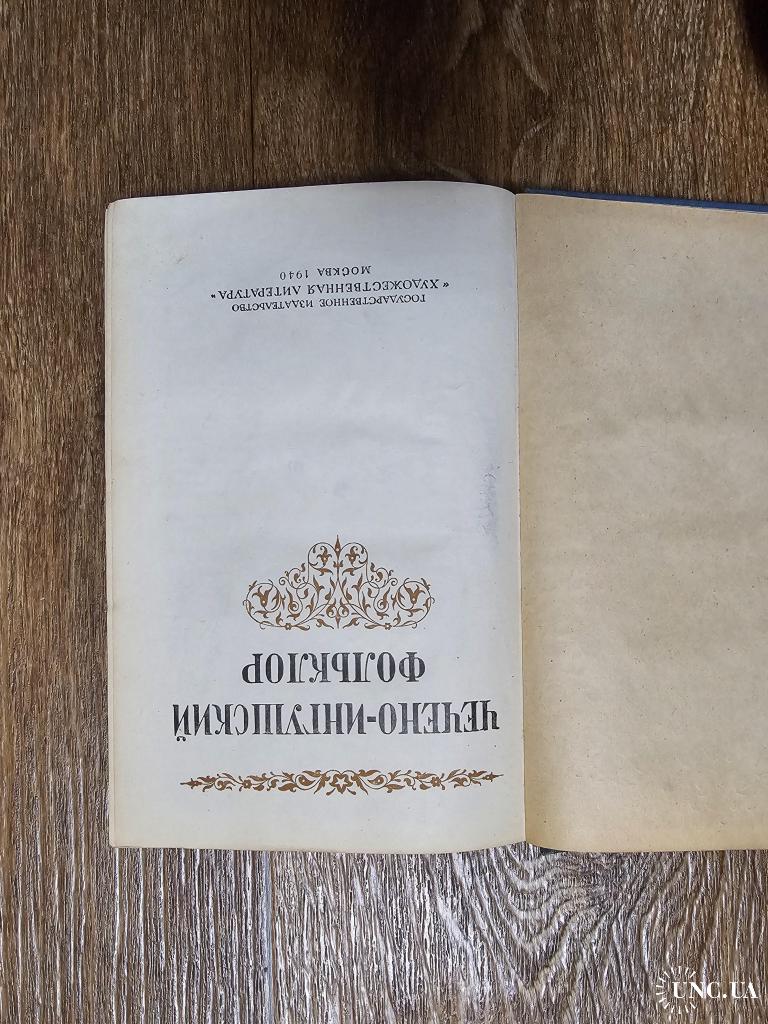 ЧЕЧЕНО-ИНГУШСКИЙ
ФОЛЬКЛОР
ГОСУДАРСТВЕННОЕ ИЗДАТЕЛЬСТВО
«ХУДОЖЕСТВЕННАЯ ЛИТЕРАТУРА»
МОСКВА 1940
UNC.UA